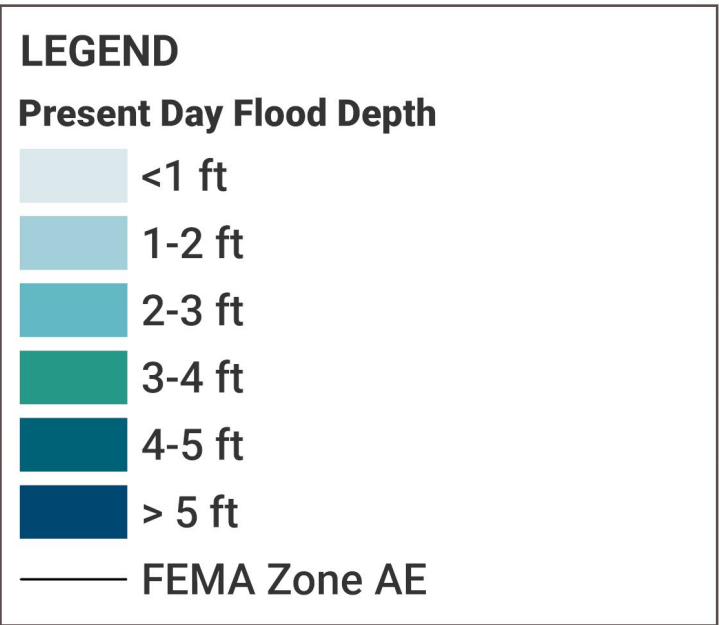 LEGEND
Present Day Flood Depth
<1 ft
1-2 ft
2-3 ft
3-4 ft
4-5 ft
> 5 ft
FEMA Zone AE